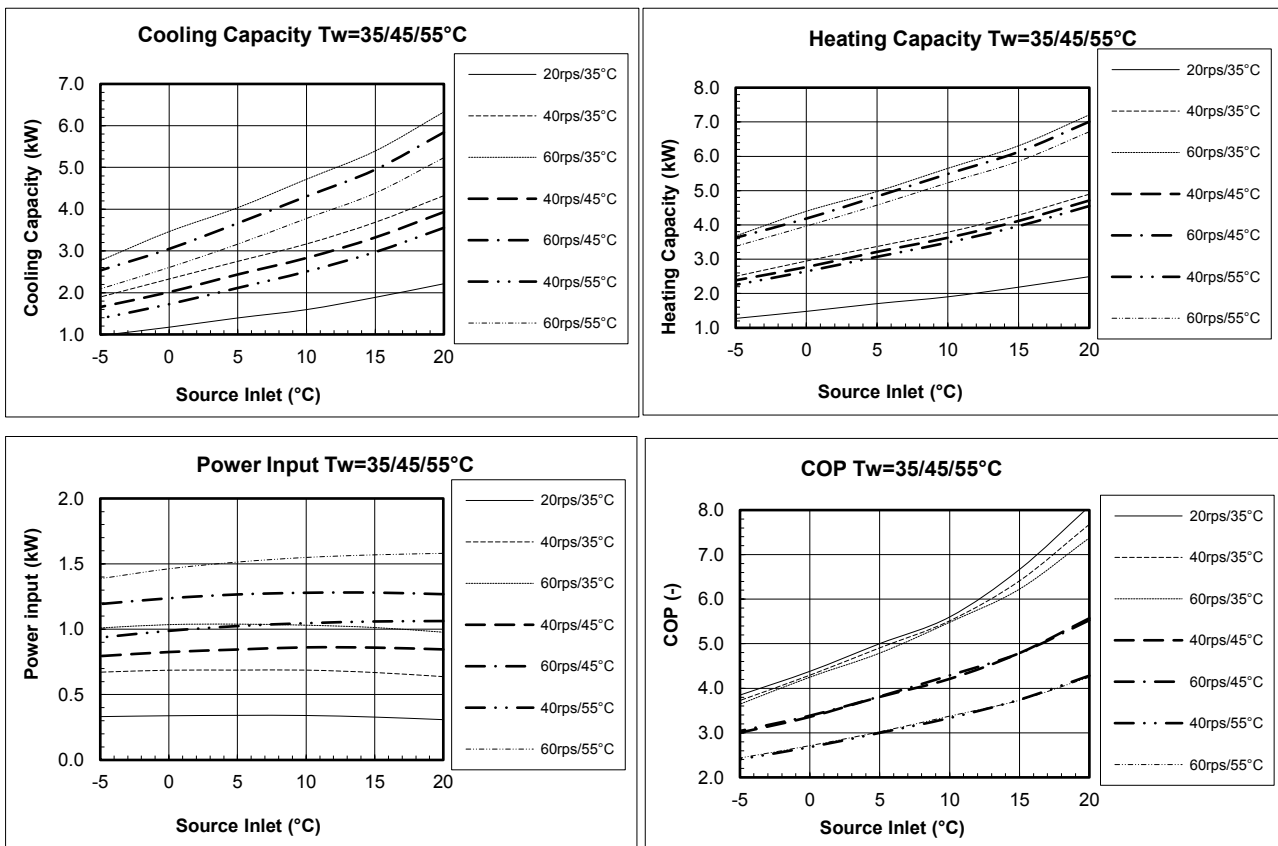 Cooling Capacity Tw=35/45/55°C
Cooling Capacity (kW)
7.0
6.0
5.0
4.0
3.0
2.0
1.0
-5 0 5 10 15 20
Source Inlet (°C)
20rps/35°C
40rps/35°C
60rps/35°C
40rps/45°C
60rps/45°C
40rps/55°C
60rps/55°C
Heating Capacity Tw=35/45/55°C
Heating Capacity (kW)
8.0
7.0
6.0
5.0
4.0
3.0
2.0
1.0
-5 0 5 10 15 20
Source Inlet (°C)
20rps/35°C
40rps/35°C
60rps/35°C
40rps/45°C
60rps/45°C
40rps/55°C
60rps/55°C
Power Input Tw=35/45/55°C
Power input (kW)
2.0
1.5
1.0
0.5
0.0
-5 0 5 10 15 20
Source Inlet (°C)
20rps/35°C
40rps/35°C
60rps/35°C
40rps/45°C
60rps/45°C
40rps/55°C
60rps/55°C
COP Tw=35/45/55°C
COP (-)
8.0
7.0
6.0
5.0
4.0
3.0
2.0
-5 0 5 10 15 20
Source Inlet (°C)
20rps/35°C
40rps/35°C
60rps/35°C
40rps/45°C
60rps/45°C
40rps/55°C
60rps/55°C